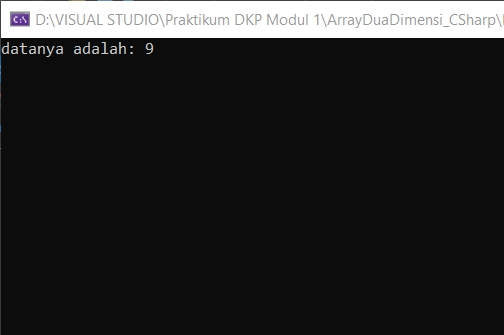 D:\VISUAL STUDIO\Praktikum DKP Modul 1\ArrayDuaDimensi_CSharp\
datanya adalah: 9